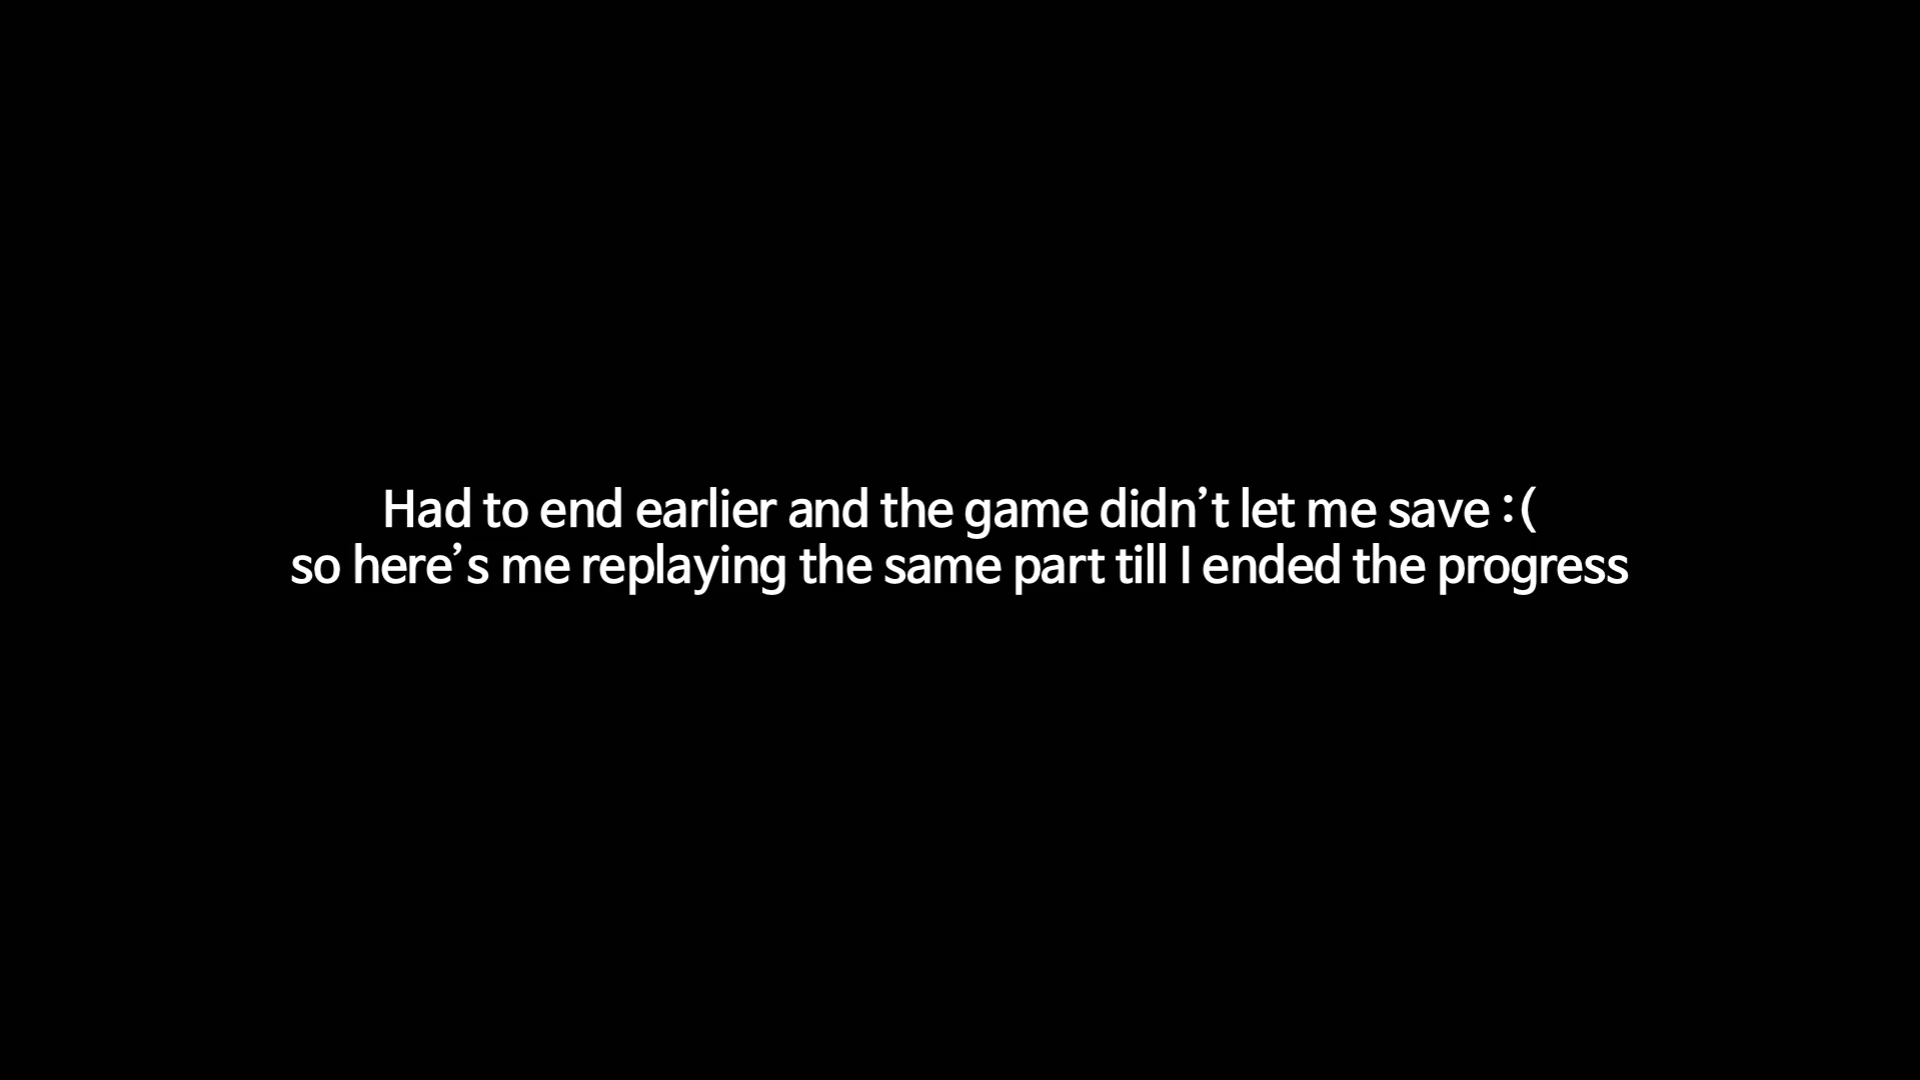 Had to end earlier and the game didn’t let me save :(
so here’s me replaying the same part till I ended the progress